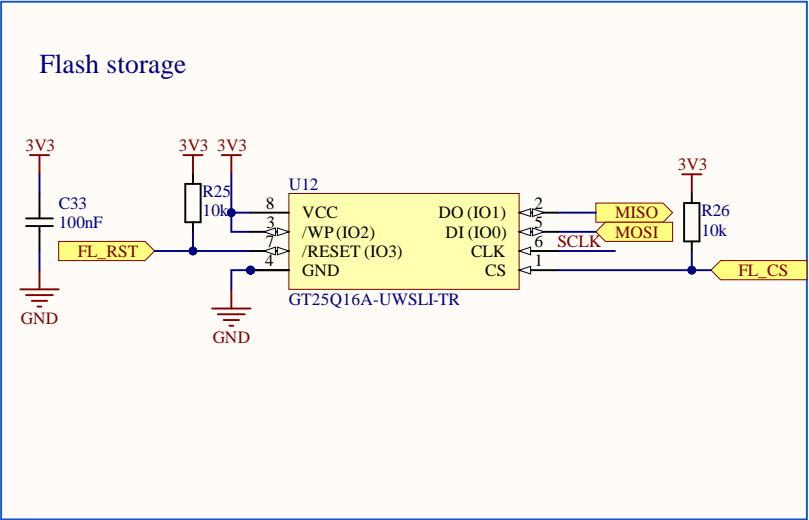 Flash storage
3V3
3V3 3V3
3V3
C33
100nF
GND
R25
10k
FL_RST
GND
U12
8 VCC
3 /WP (IO2)
7 /RESET (IO3)
4 GND
DO (IO1) 2
DI (IO0) 5
CLK 6
CS 1
GT25Q16A-UWSLI-TR
MISO
MOSI
SCLK
R26
10k
FL_CS